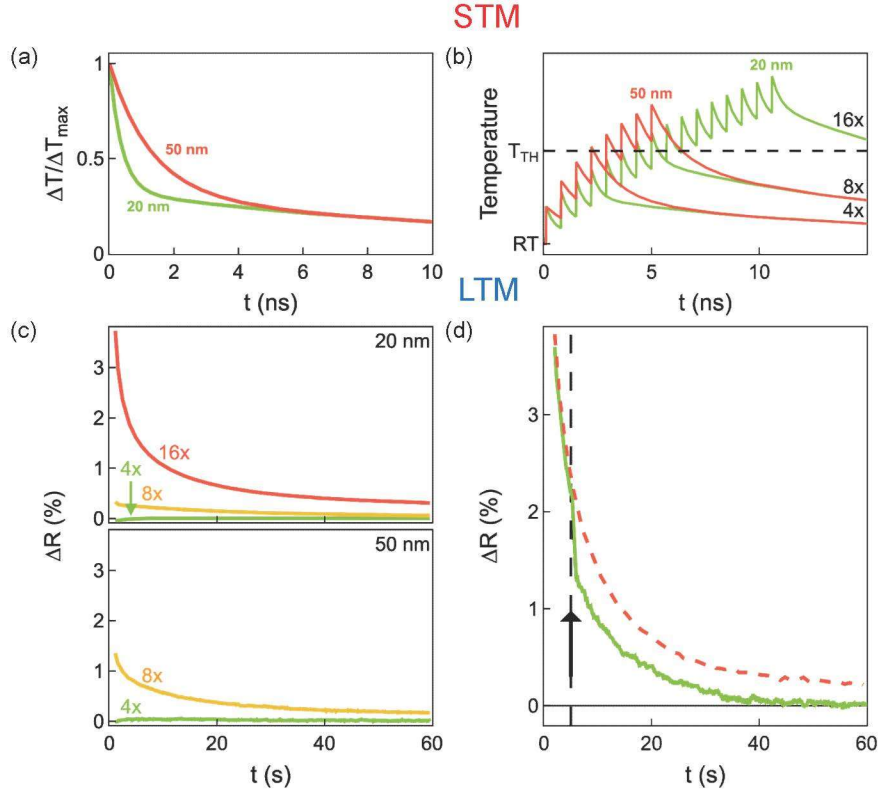 STM
(a)
1
0.5
0
ΔT/ΔTmax
50 nm
20 nm
0 2 4 6 8 10
t (ns)
(b)
Temperature
TTH
RT
50 nm
20 nm
16x
8x
4x
0 5 10
t (ns)
LTM
(c)
20 nm
3
2
1
0
16x
4x
8x
ΔR (%)
50 nm
3
2
1
0
8x
4x
0 20 40 60
t (s)
(d)
3
2
1
0
ΔR (%)
0 20 40 60
t (s)